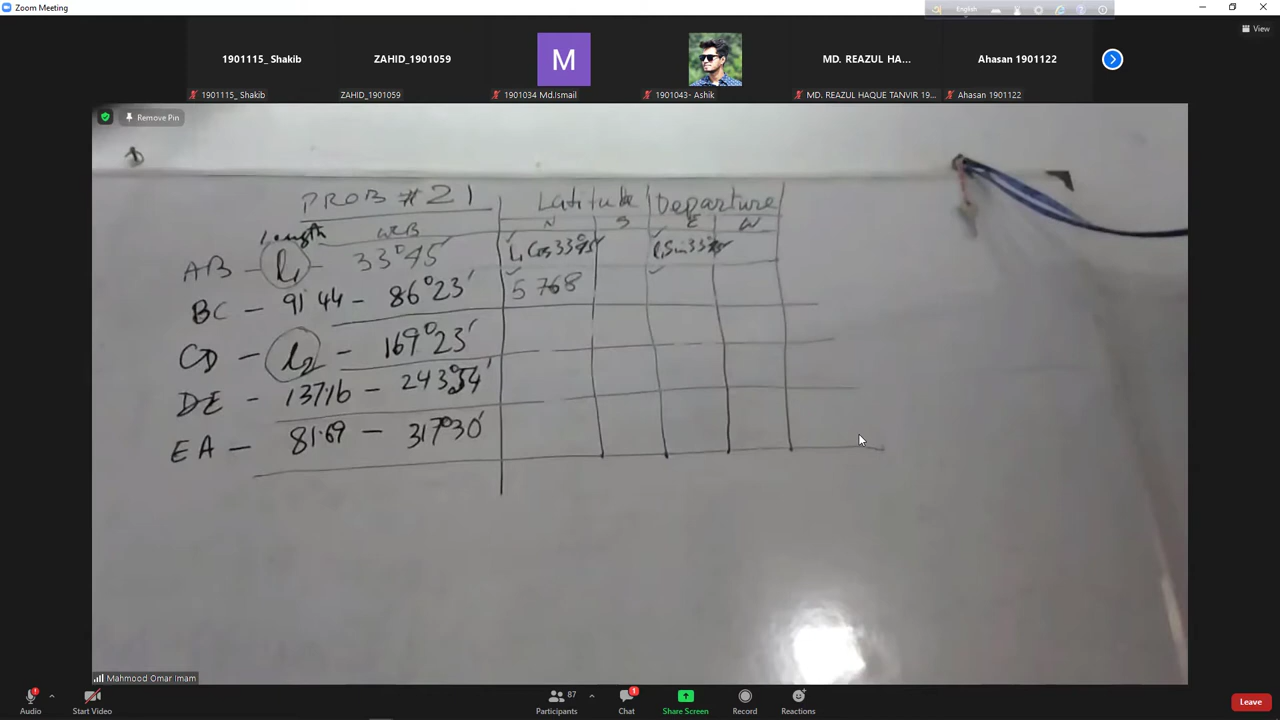 Zoom Meeting
English
View
1901115_ Shakib
ZAHID_1901059
M
MD. REAZUL HA...
Ahasan 1901122
1901115_ Shakib
ZAHID_1901059
1901034 Md.Ismail
1901043- Ashik
MD. REAZUL HAQUE TANVIR 19...
Ahasan 1901122
Remove Pin
PROB # 21 Latitude Departure
Length WCB N S E W
AB - l1 - 33°45' l1 Cos33°45' l1 Sin33°45'
BC - 91.44 - 86°23' 5.768
CD - l2 - 169°23'
DE - 137.16 - 243°54'
EA - 81.69 - 317°30'
Mahmood Omar Imam
Audio
Start Video
87
Participants
1
Chat
Share Screen
Record
Reactions
Leave